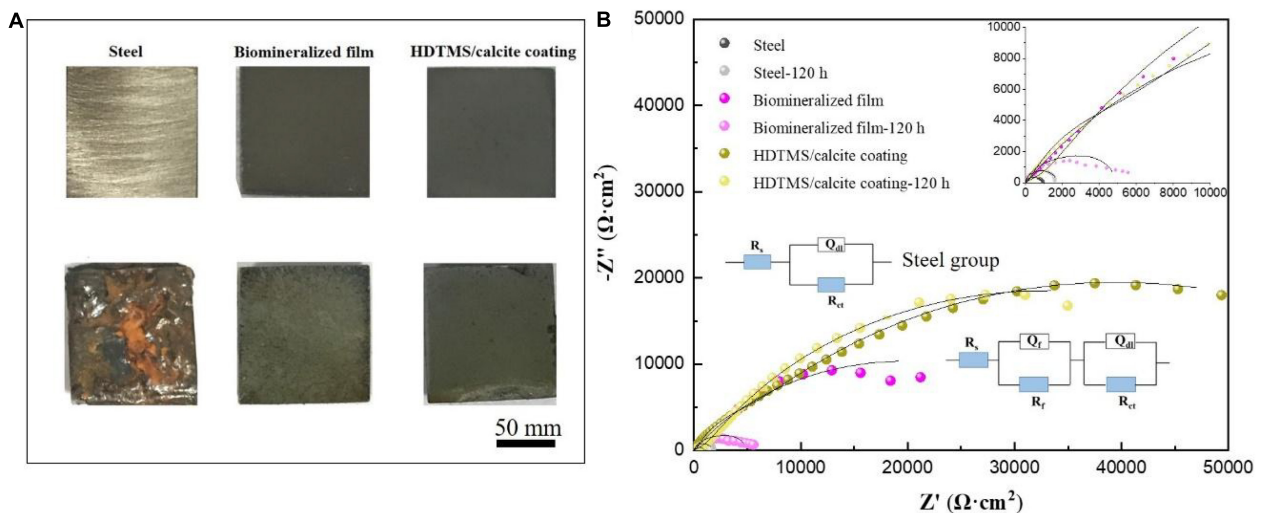 A
Steel
Biomineralized film
HDTMS/calcite coating
50 mm
B
-Z'' (Ω·cm²)
50000
40000
30000
20000
10000
0
Steel
Steel-120 h
Biomineralized film
Biomineralized film-120 h
HDTMS/calcite coating
HDTMS/calcite coating-120 h
10000
8000
6000
4000
2000
0
0 2000 4000 6000 8000 10000
Rs
Qdl
Rct
Steel group
Rs
Qf
Rf
Qdl
Rct
0 10000 20000 30000 40000 50000
Z' (Ω·cm²)